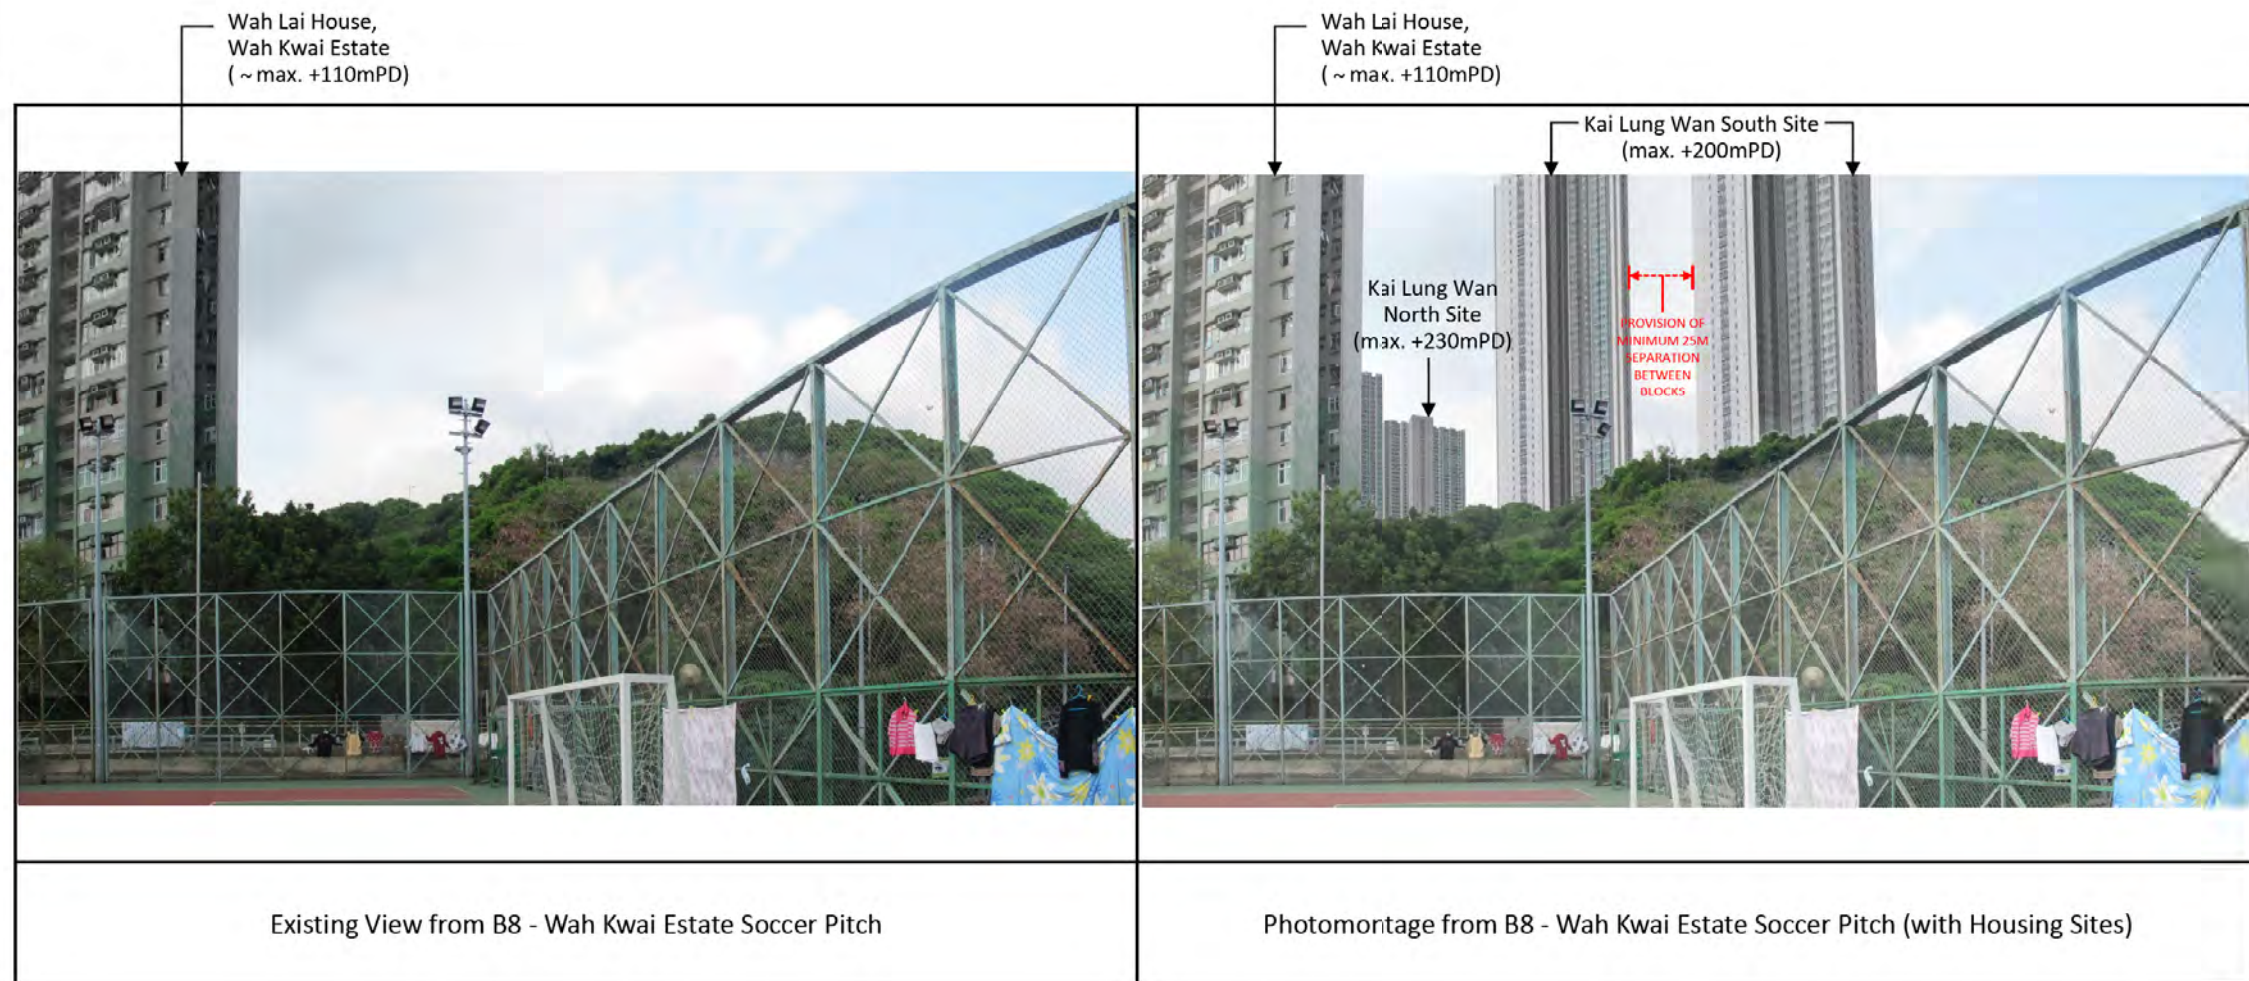 Wah Lai House,
Wah Kwai Estate
( ~ max. +110mPD)
Wah Lai House,
Wah Kwai Estate
( ~ max. +110mPD)
Kai Lung Wan South Site
(max. +200mPD)
Kai Lung Wan
North Site
(max. +230mPD)
PROVISION OF
MINIMUM 25M
SEPARATION
BETWEEN
BLOCKS
Existing View from B8 - Wah Kwai Estate Soccer Pitch
Photomontage from B8 - Wah Kwai Estate Soccer Pitch (with Housing Sites)